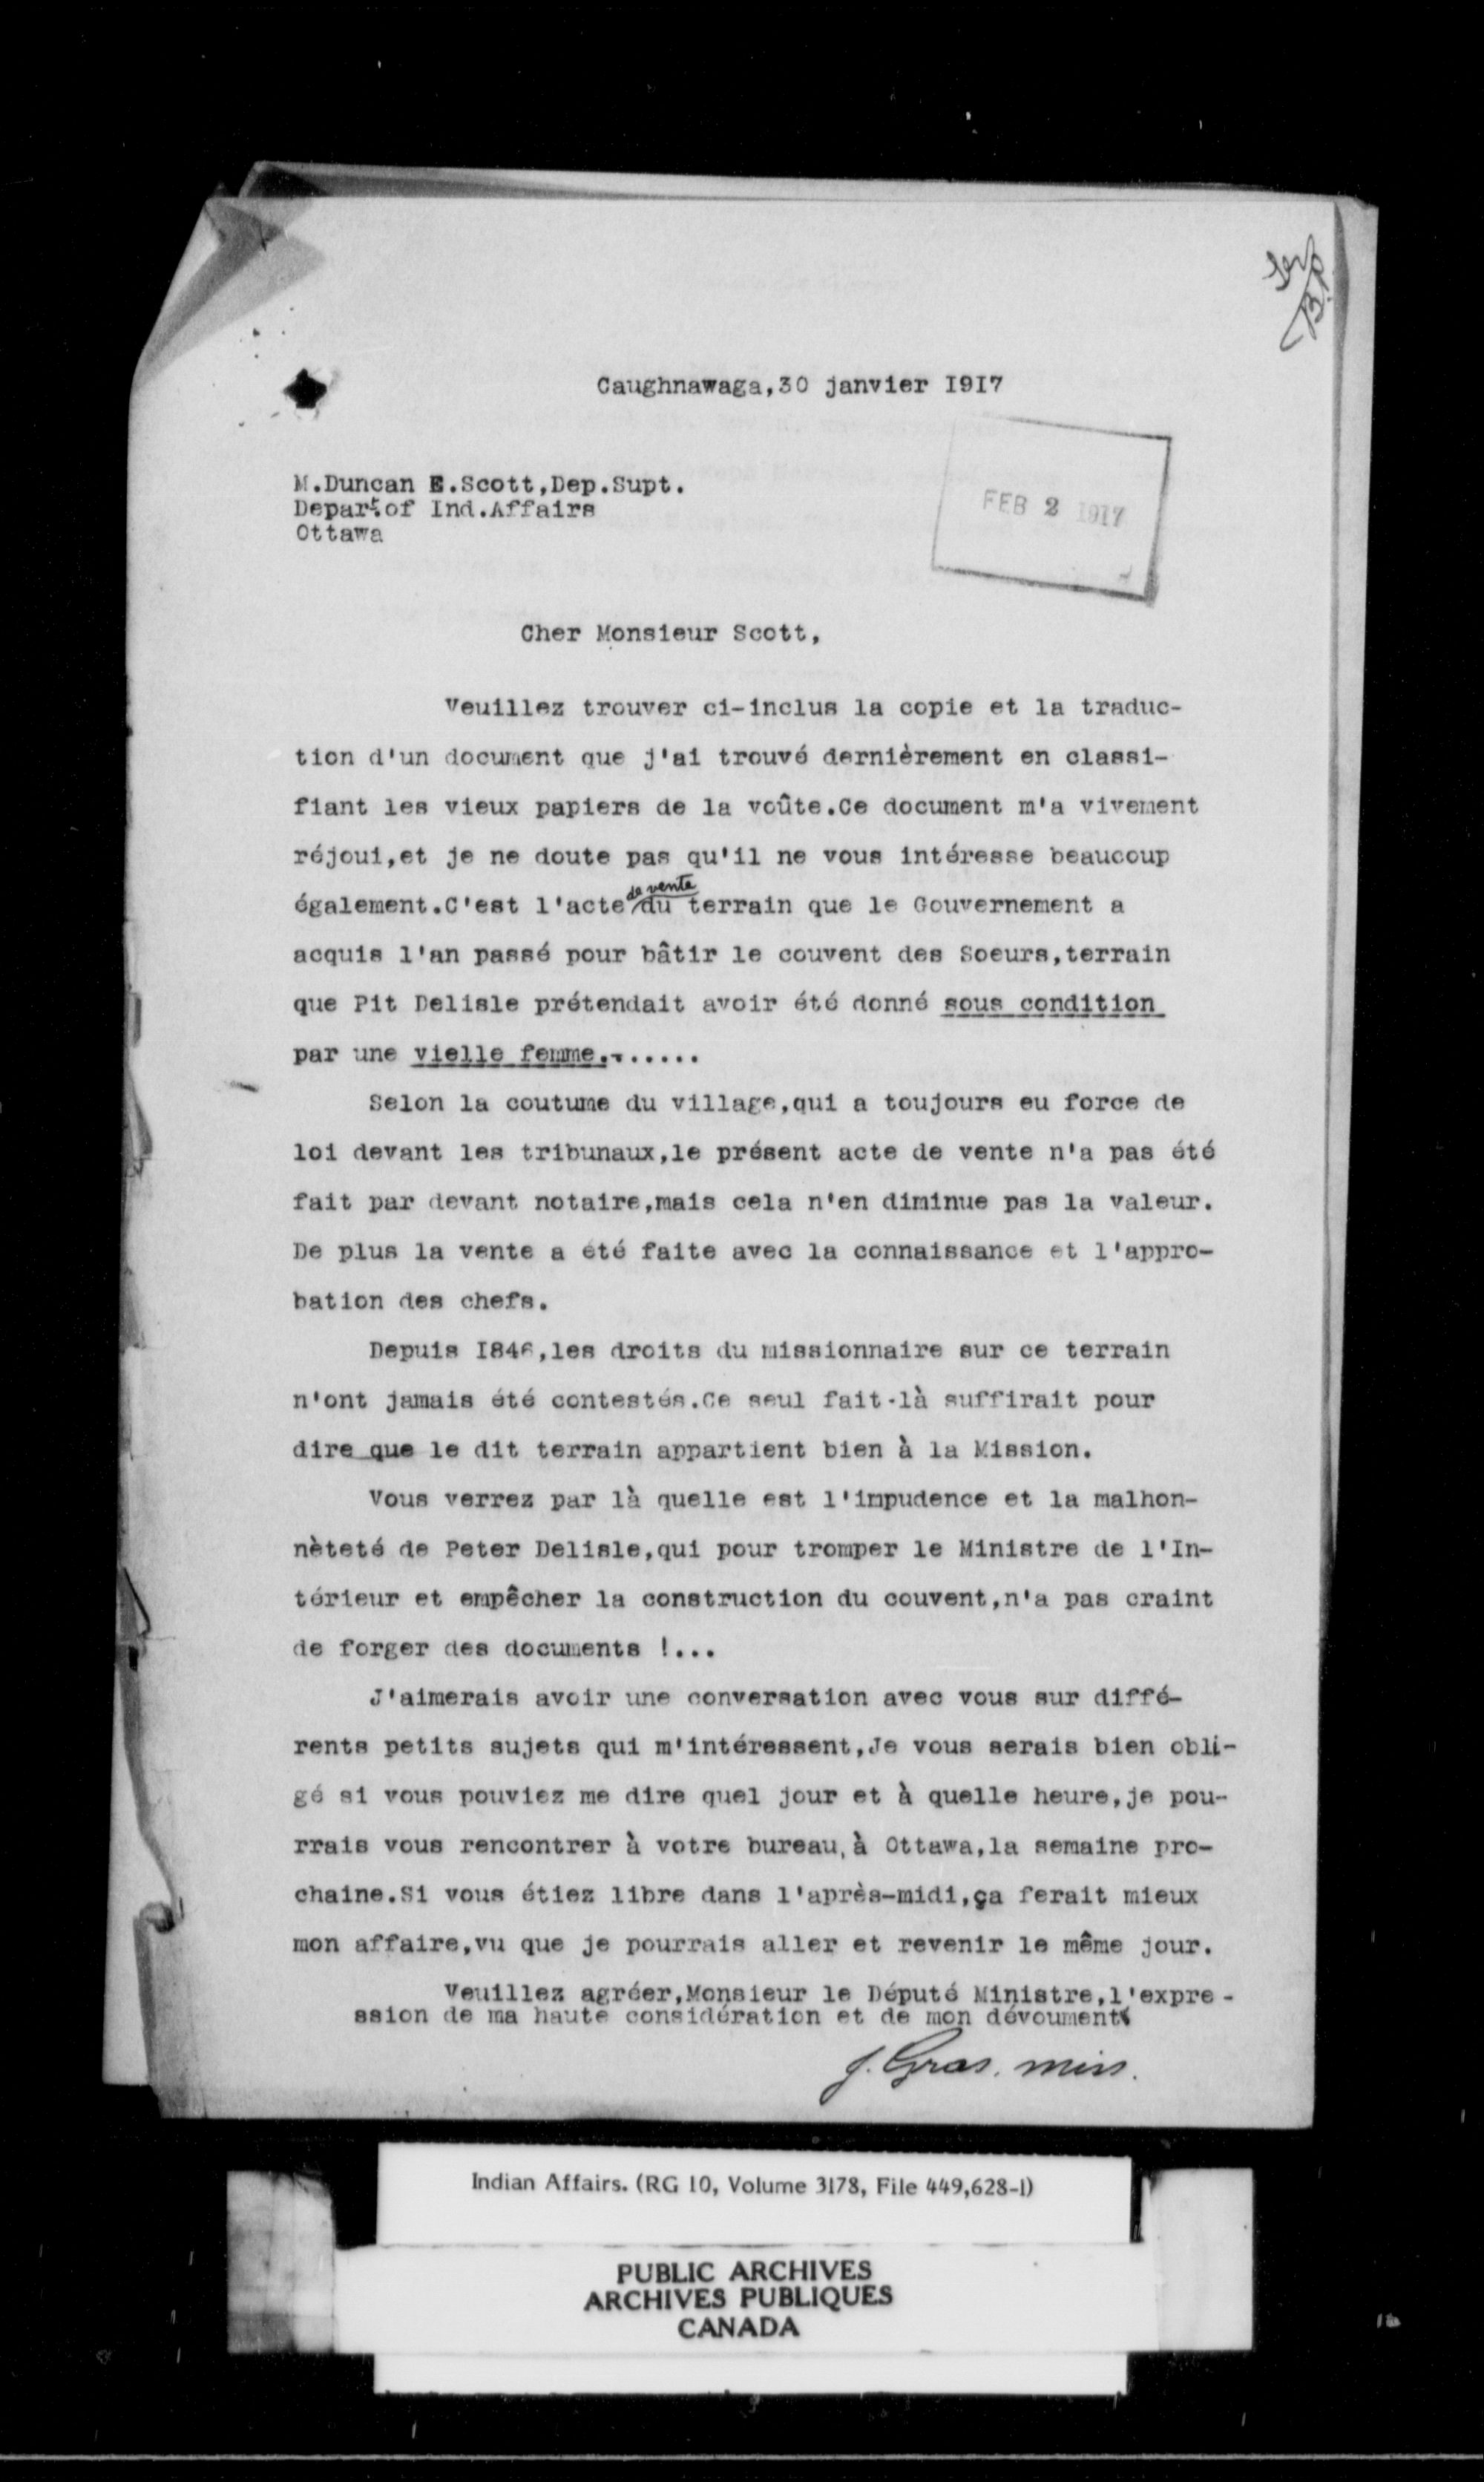 Caughnawaga,30 janvier I9I7
FEB 2 1917
M.Duncan E.Scott,Dep.Supt.
Depart.of Ind.Affairs
Ottawa
Cher Monsieur Scott,
Veuillez trouver ci-inclus la copie et la traduc-
tion d'un document que j'ai trouvé dernièrement en classi-
fiant les vieux papiers de la voûte.Ce document m'a vivement
réjoui,et je ne doute pas qu'il ne vous intéresse beaucoup
de vente
également.C'est l'acte/du terrain que le Gouvernement a
acquis l'an passé pour bâtir le couvent des Soeurs,terrain
que Pit Delisle prétendait avoir été donné sous condition
par une vielle femme.......
Selon la coutume du village,qui a toujours eu force de
loi devant les tribunaux,le présent acte de vente n'a pas été
fait par devant notaire,mais cela n'en diminue pas la valeur.
De plus la vente a été faite avec la connaissance et l'appro-
bation des chefs.
Depuis I846,les droits du missionnaire sur ce terrain
n'ont jamais été contestés.Ce seul fait-là suffirait pour
dire que le dit terrain appartient bien à la Mission.
Vous verrez par là quelle est l'impudence et la malhon-
nèteté de Peter Delisle,qui pour tromper le Ministre de l'In-
térieur et empêcher la construction du couvent,n'a pas craint
de forger des documents !...
J'aimerais avoir une conversation avec vous sur diffé-
rents petits sujets qui m'intéressent,Je vous serais bien obli-
gé si vous pouviez me dire quel jour et à quelle heure,je pou-
rrais vous rencontrer à votre bureau,à Ottawa,la semaine pro-
chaine.Si vous étiez libre dans l'après-midi,ça ferait mieux
mon affaire,vu que je pourrais aller et revenir le même jour.
Veuillez agréer,Monsieur le Député Ministre,l'expre-
ssion de ma haute considération et de mon dévoument
J. Gras. miss.
Indian Affairs. (RG 10, Volume 3178, File 449,628-1)
PUBLIC ARCHIVES
ARCHIVES PUBLIQUES
CANADA